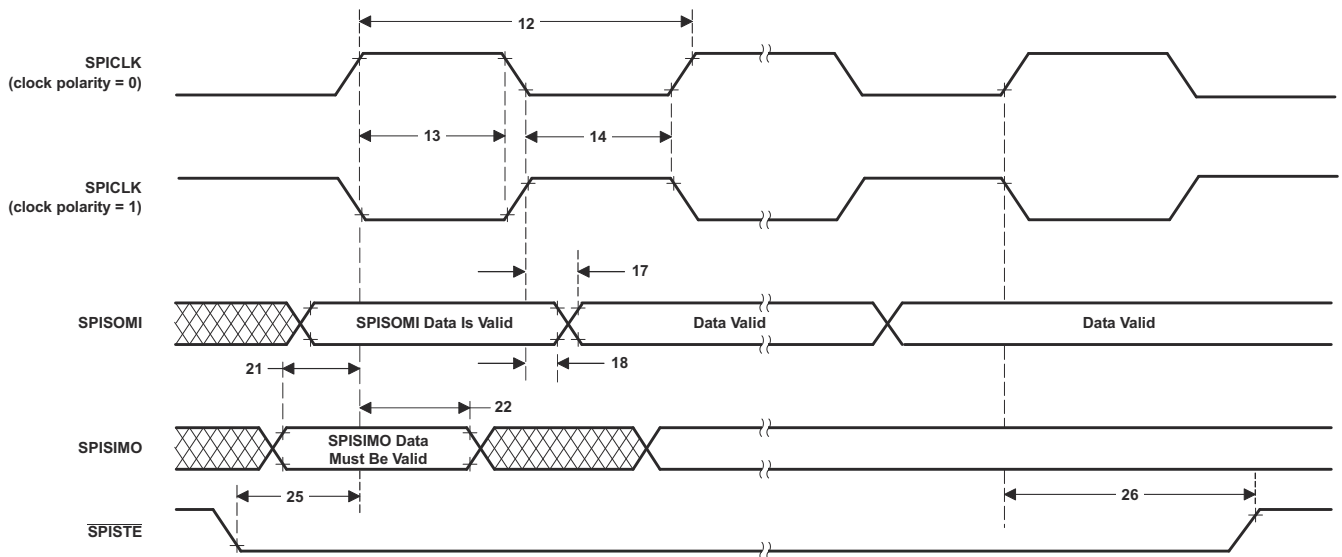 12
SPICLK
(clock polarity = 0)
13
14
SPICLK
(clock polarity = 1)
17
SPISOMI
SPISOMI Data Is Valid
Data Valid
Data Valid
21
18
22
SPISIMO
SPISIMO Data
Must Be Valid
25
26
SPISTE